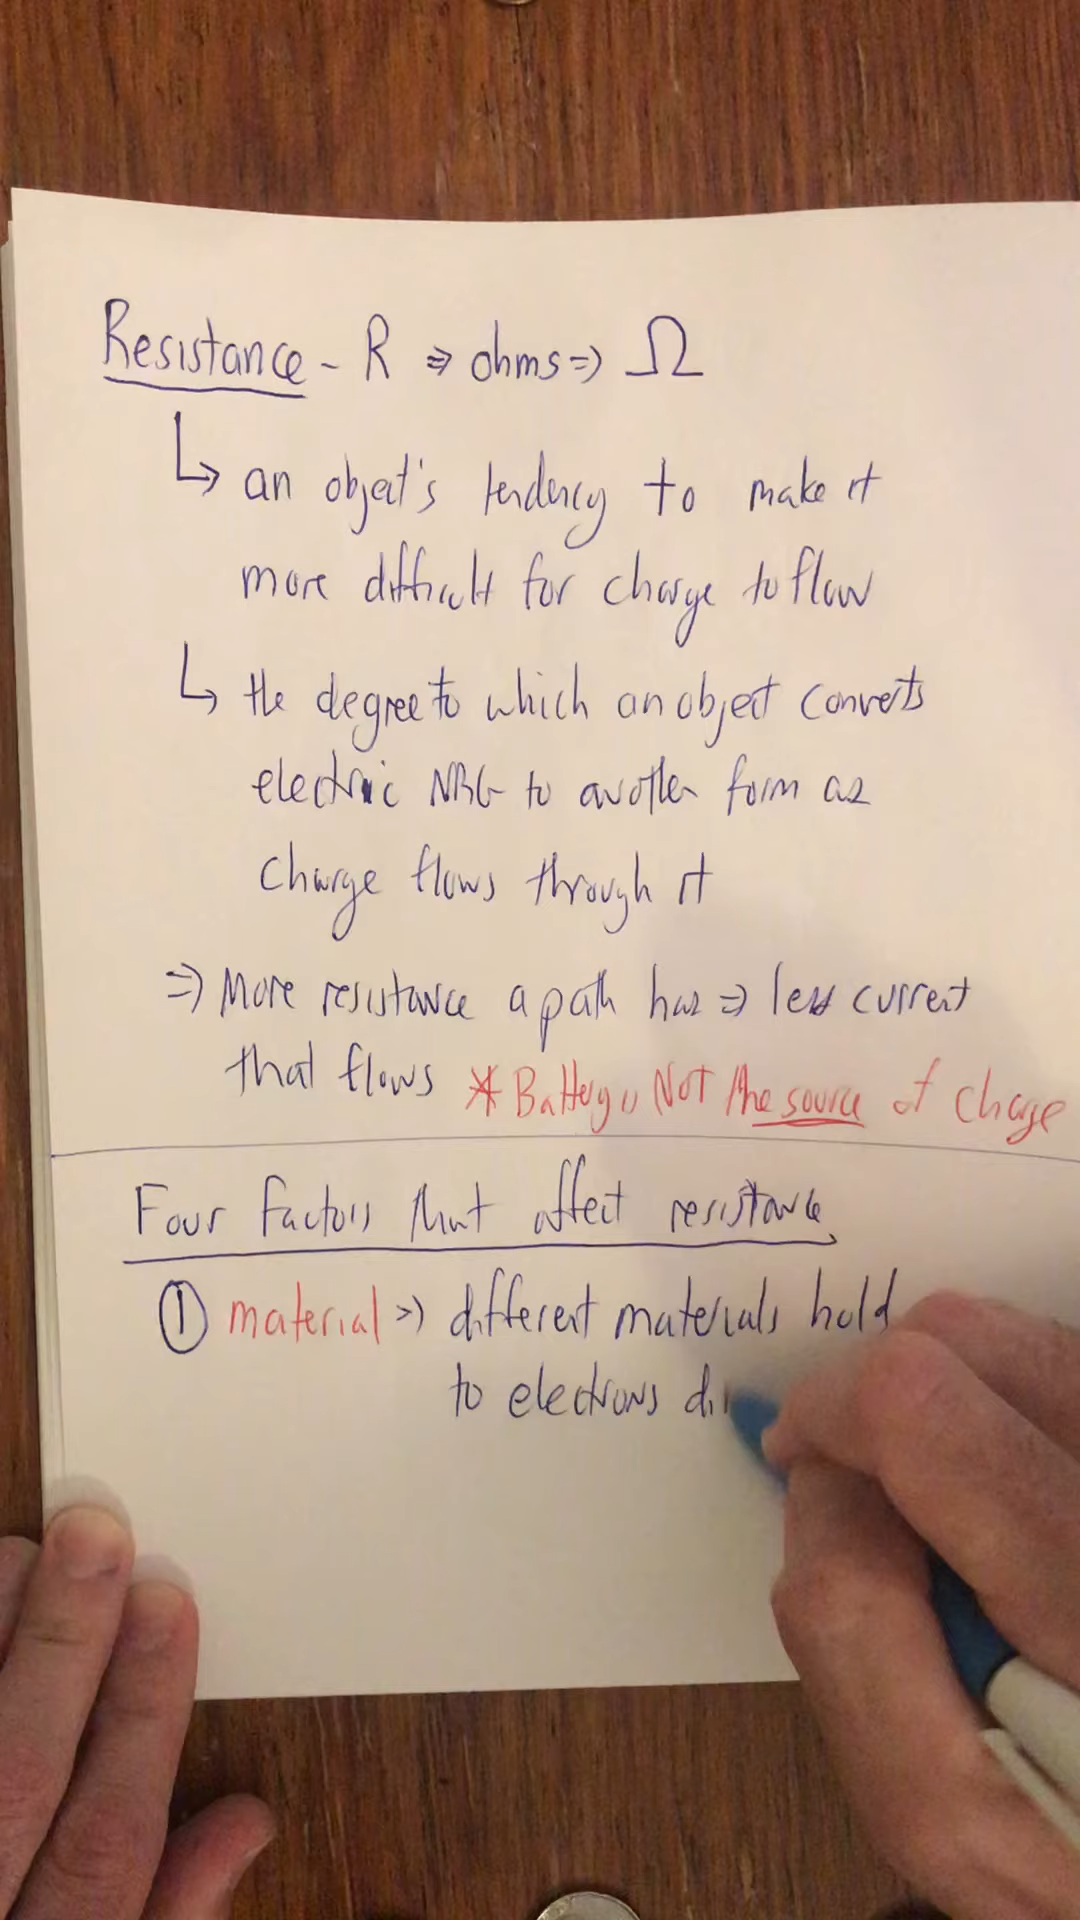 Resistance - R => ohms => Ω
↳ an object's tendency to make it
more difficult for charge to flow
↳ the degree to which an object converts
electric NRG to another form as
charge flows through it
=> More resistance a path has => less current
that flows * Battery is NOT the source of charge
Four factors that affect resistance
① material => different materials hold
to electrons di